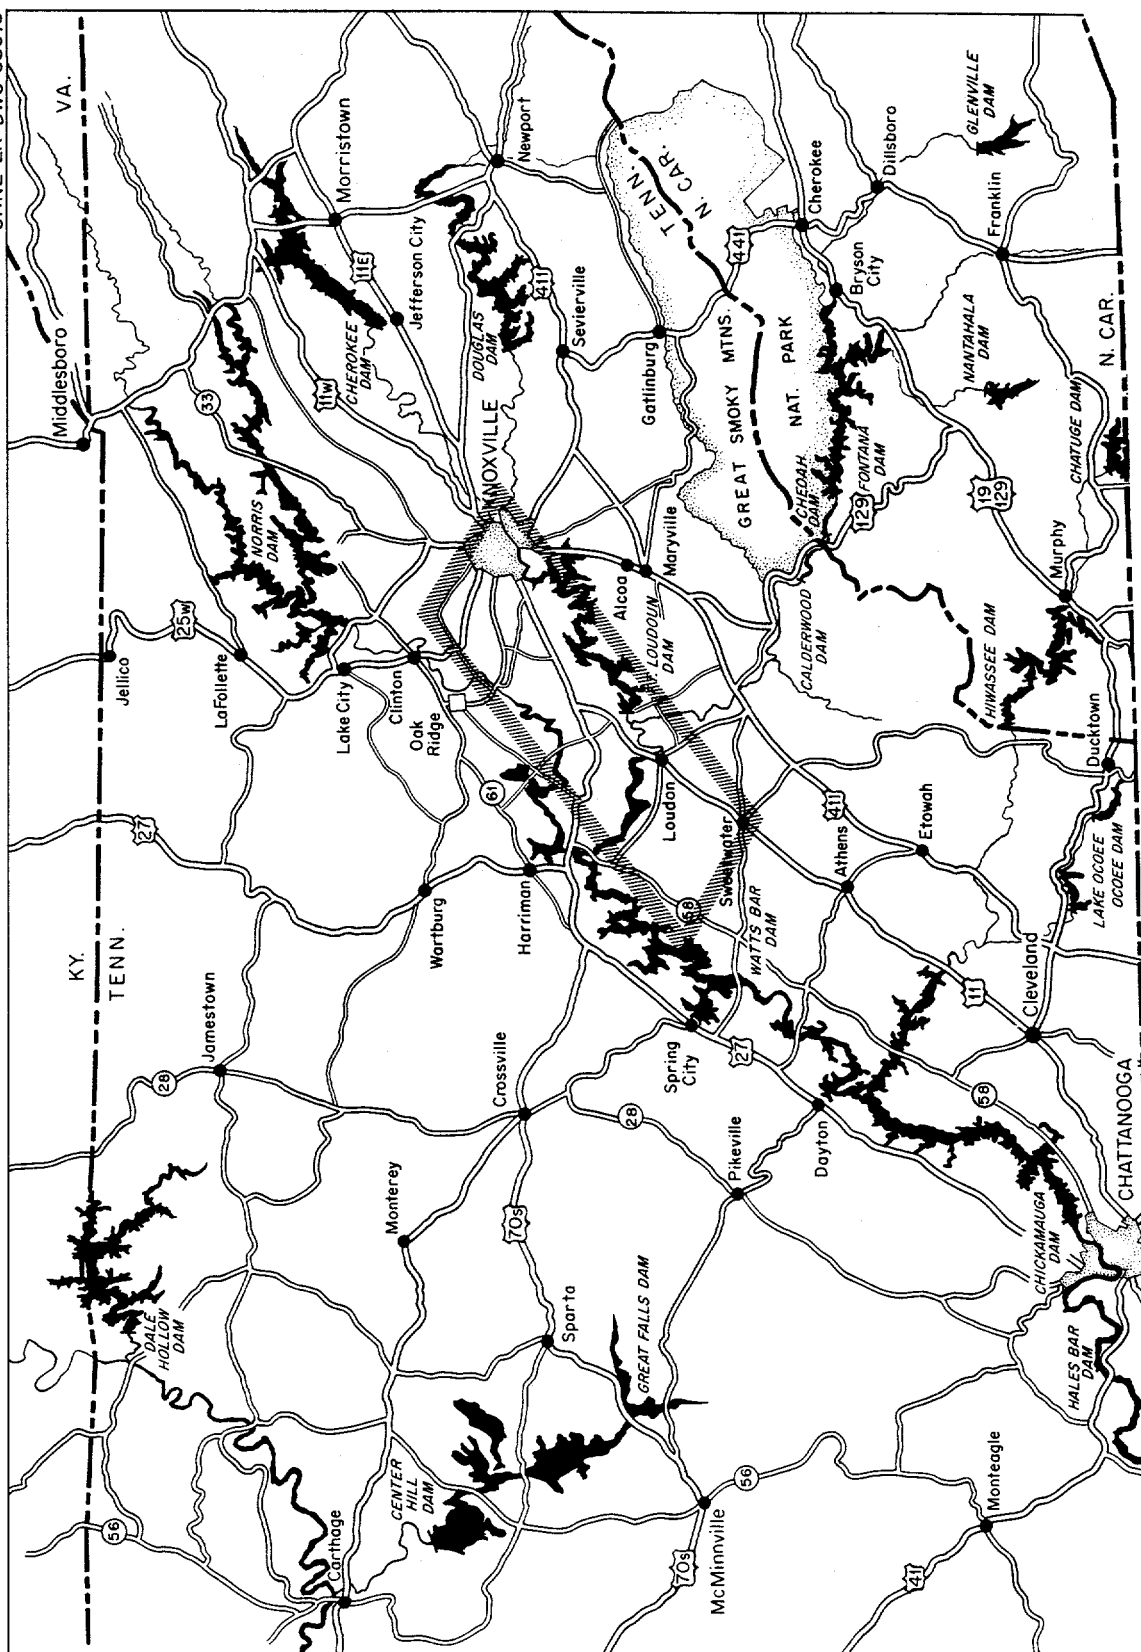 KY.
TENN.
VA.
Middlesboro
Jellico
56
DALE
HOLLOW
DAM
28
27
25W
LaFollette
33
Jamestown
Carthage
Lake City
NORRIS
DAM
11W
CHEROKEE
DAM
Morristown
11E
Jefferson City
CENTER
HILL
DAM
Monterey
Wartburg
Clinton
Oak
Ridge
61
KNOXVILLE
DOUGLAS
DAM
Newport
Crossville
Harriman
70S
Sparta
411
Sevierville
GREAT FALLS DAM
28
Spring
City
58
Loudon
LOUDOUN
DAM
Alcoa
Maryville
Gatlinburg
TENN.
N. CAR.
70S
McMinnville
56
Pikeville
27
WATTS BAR
DAM
Sweetwater
GREAT SMOKY MTNS.
NAT. PARK
441
Dayton
Athens
411
CALDERWOOD
DAM
CHEOAH
DAM
129
FONTANA
DAM
Bryson
City
Cherokee
Dillsboro
41
Monteagle
58
11
Etowah
HIWASSEE DAM
19
129
NANTAHALA
DAM
Franklin
GLENVILLE
DAM
HALES BAR
DAM
CHICKAMAUGA
DAM
Cleveland
Murphy
CHATUGE DAM
CHATTANOOGA
LAKE OCOEE
OCOEE DAM
Ducktown
N. CAR.